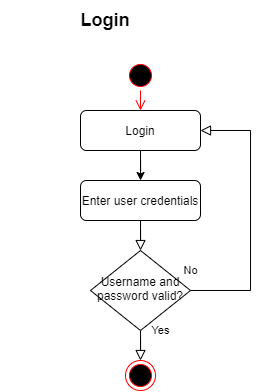 Login
Login
Enter user credentials
Username and
password valid?
No
Yes